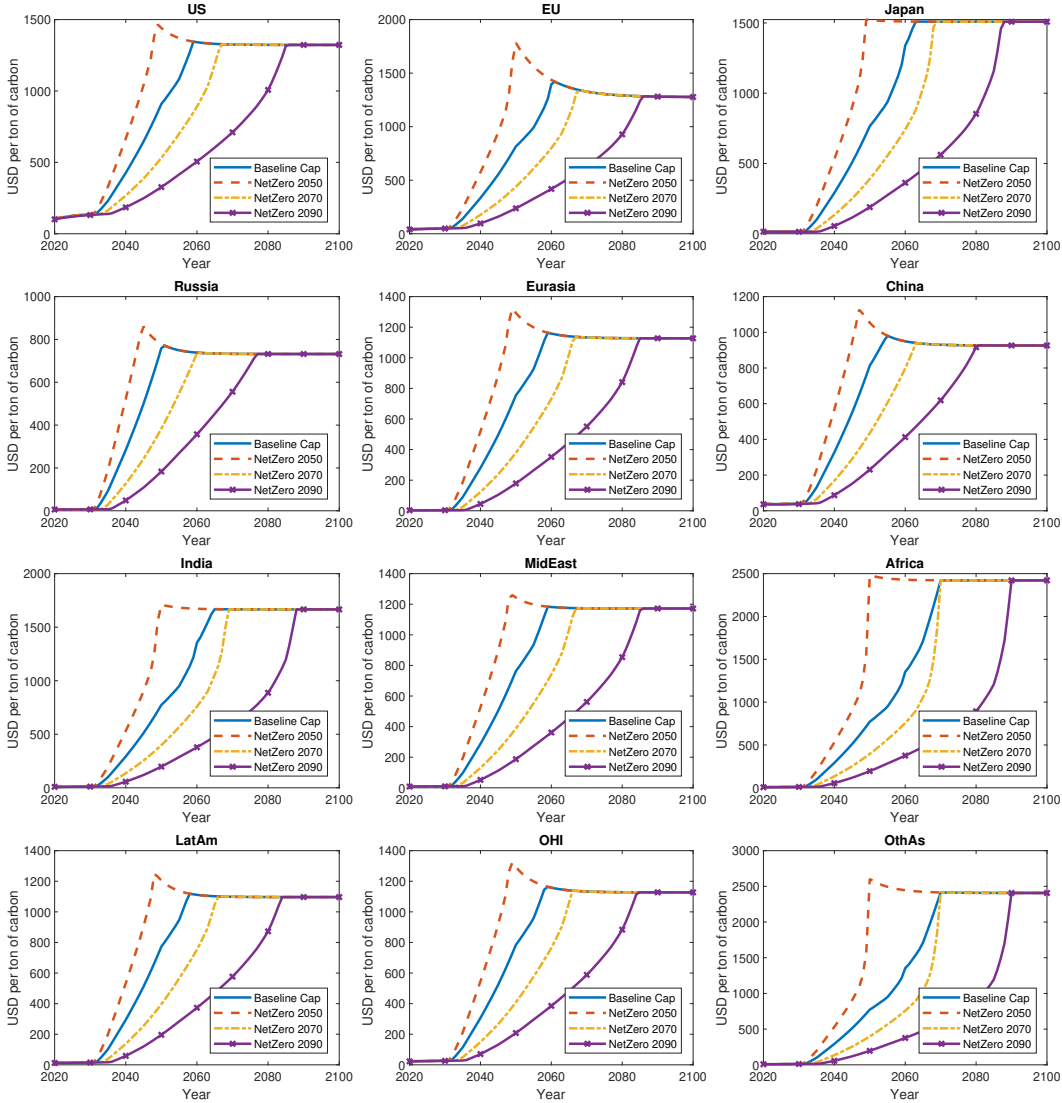 US
USD per ton of carbon
1500
1000
500
0
2020 2040 2060 2080 2100
Year
Baseline Cap
NetZero 2050
NetZero 2070
NetZero 2090
EU
USD per ton of carbon
2000
1500
1000
500
0
2020 2040 2060 2080 2100
Year
Baseline Cap
NetZero 2050
NetZero 2070
NetZero 2090
Japan
USD per ton of carbon
1500
1000
500
0
2020 2040 2060 2080 2100
Year
Baseline Cap
NetZero 2050
NetZero 2070
NetZero 2090
Russia
USD per ton of carbon
1000
800
600
400
200
0
2020 2040 2060 2080 2100
Year
Baseline Cap
NetZero 2050
NetZero 2070
NetZero 2090
Eurasia
USD per ton of carbon
1400
1200
1000
800
600
400
200
0
2020 2040 2060 2080 2100
Year
Baseline Cap
NetZero 2050
NetZero 2070
NetZero 2090
China
USD per ton of carbon
1200
1000
800
600
400
200
0
2020 2040 2060 2080 2100
Year
Baseline Cap
NetZero 2050
NetZero 2070
NetZero 2090
India
USD per ton of carbon
2000
1500
1000
500
0
2020 2040 2060 2080 2100
Year
Baseline Cap
NetZero 2050
NetZero 2070
NetZero 2090
MidEast
USD per ton of carbon
1400
1200
1000
800
600
400
200
0
2020 2040 2060 2080 2100
Year
Baseline Cap
NetZero 2050
NetZero 2070
NetZero 2090
Africa
USD per ton of carbon
2500
2000
1500
1000
500
0
2020 2040 2060 2080 2100
Year
Baseline Cap
NetZero 2050
NetZero 2070
NetZero 2090
LatAm
USD per ton of carbon
1400
1200
1000
800
600
400
200
0
2020 2040 2060 2080 2100
Year
Baseline Cap
NetZero 2050
NetZero 2070
NetZero 2090
OHI
USD per ton of carbon
1400
1200
1000
800
600
400
200
0
2020 2040 2060 2080 2100
Year
Baseline Cap
NetZero 2050
NetZero 2070
NetZero 2090
OthAs
USD per ton of carbon
3000
2500
2000
1500
1000
500
0
2020 2040 2060 2080 2100
Year
Baseline Cap
NetZero 2050
NetZero 2070
NetZero 2090